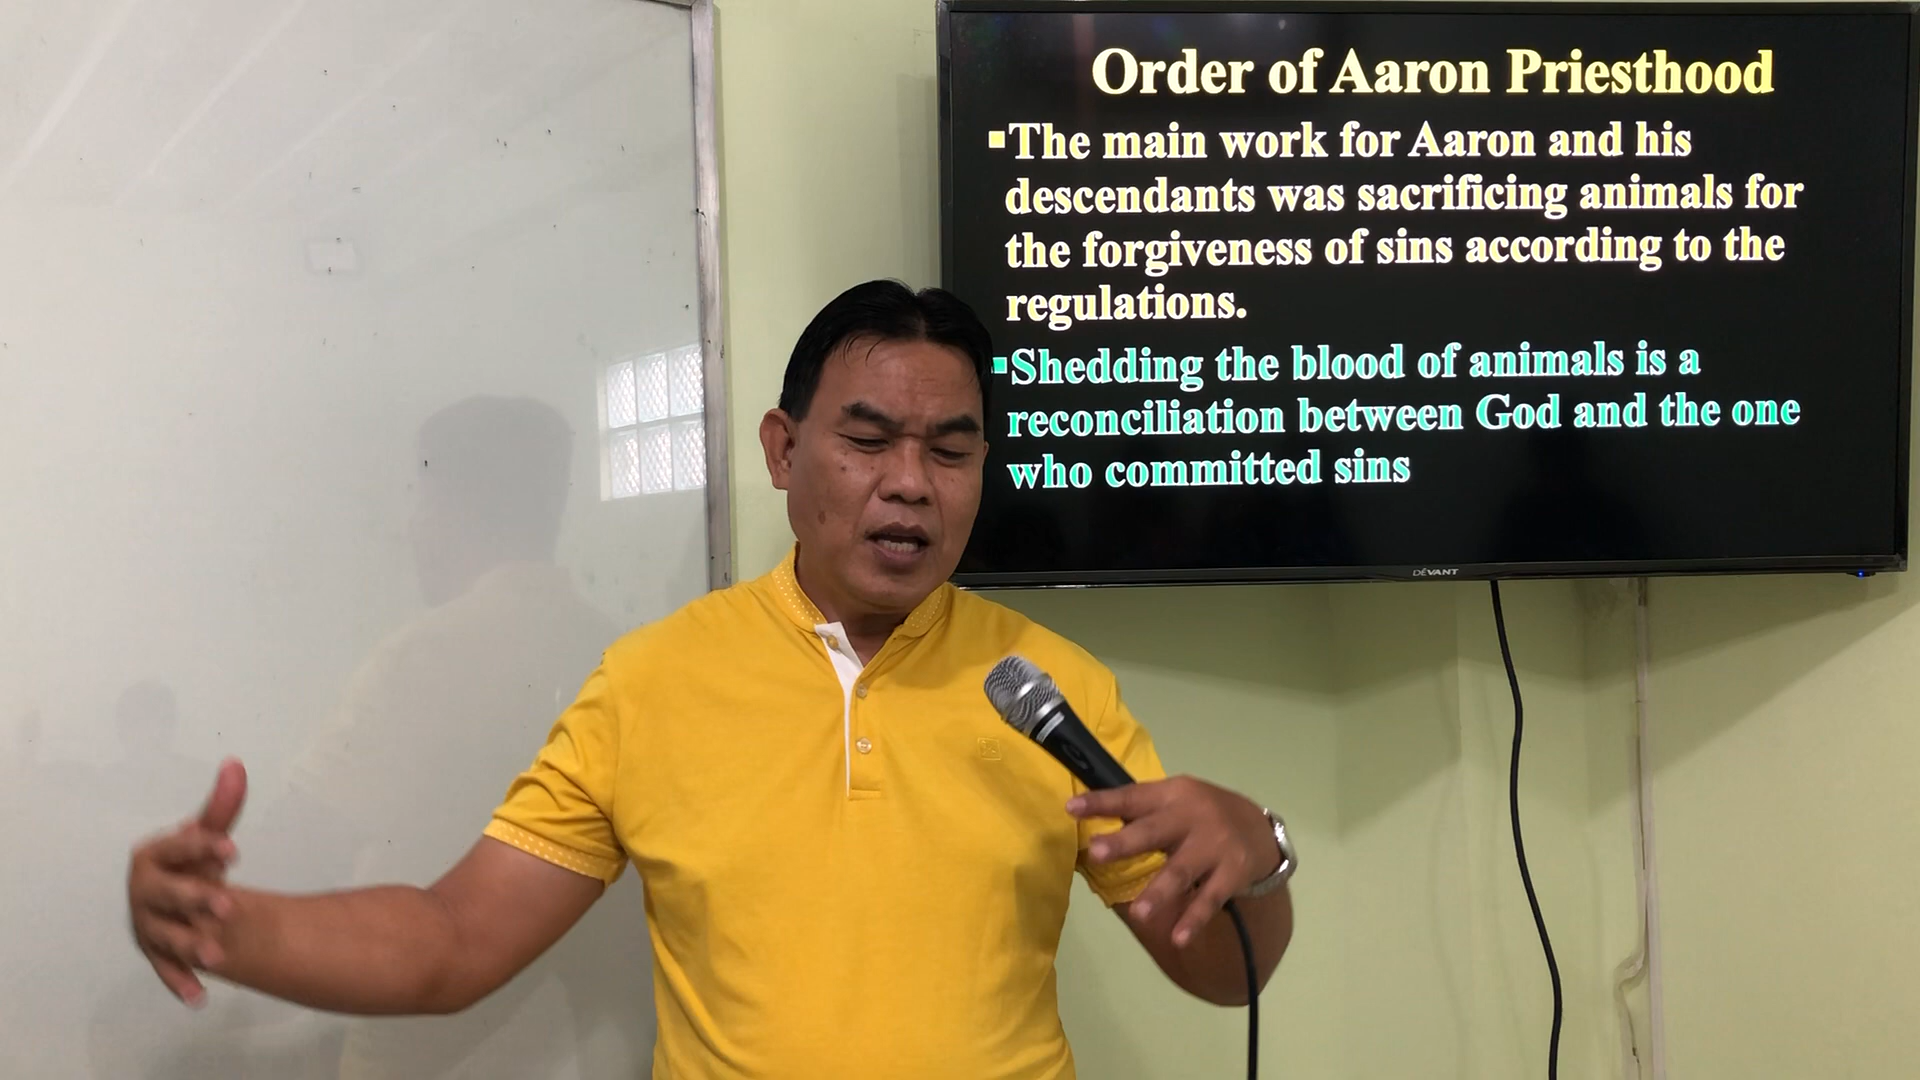 Order of Aaron Priesthood
▪The main work for Aaron and his
descendants was sacrificing animals for
the forgiveness of sins according to the
regulations.
▪Shedding the blood of animals is a
reconciliation between God and the one
who committed sins
DEVANT